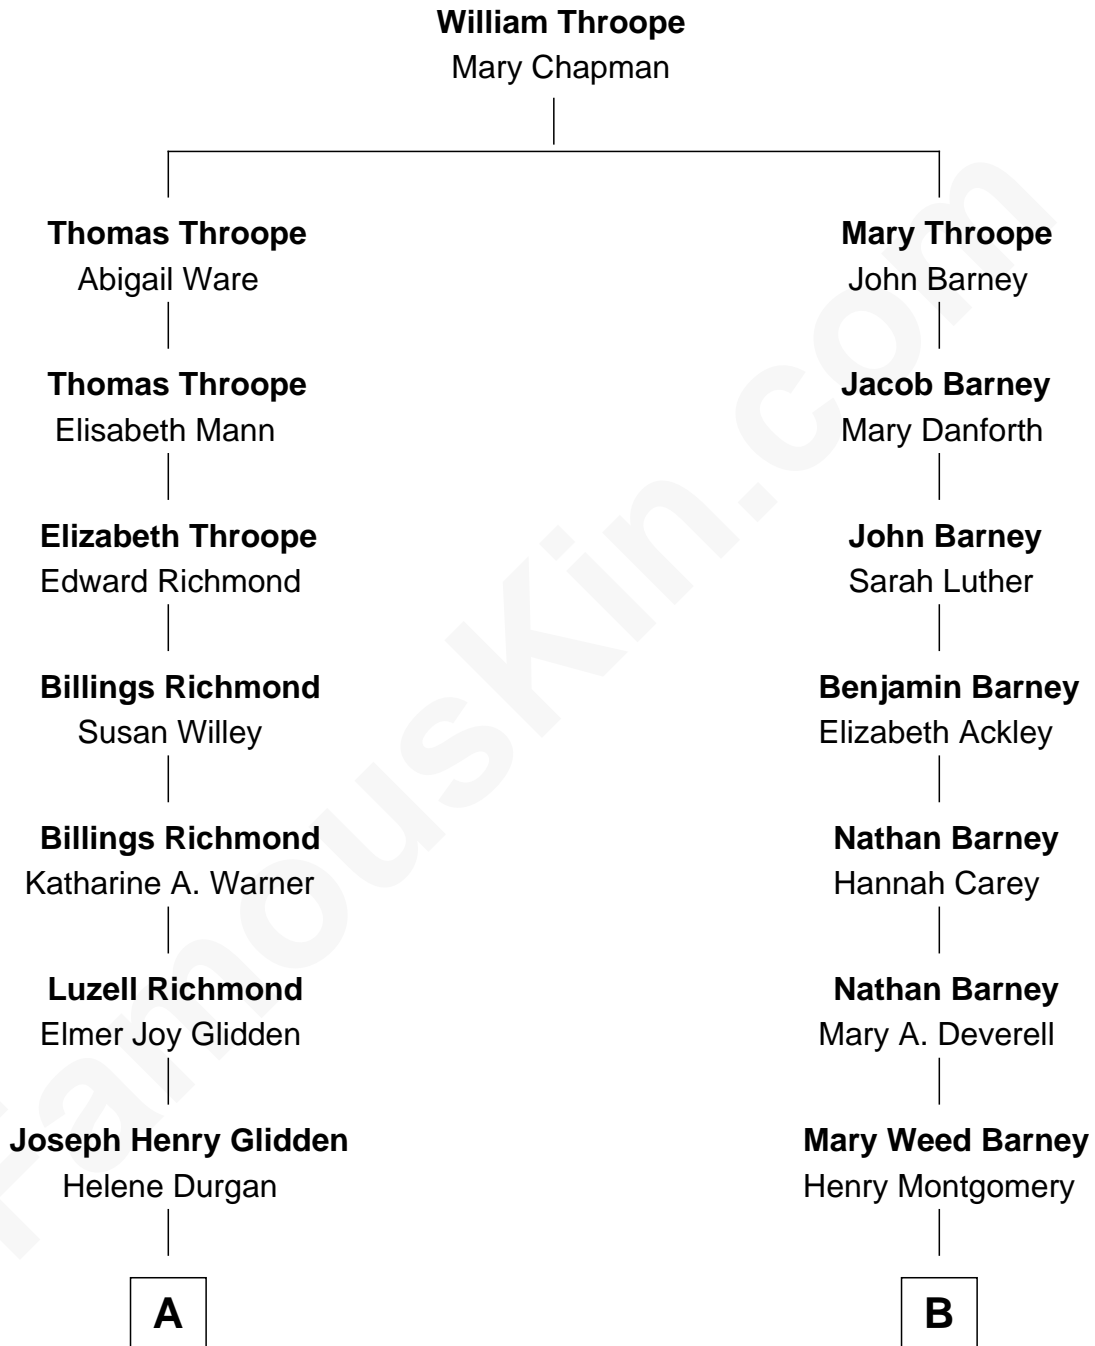 William Throope
Mary Chapman
Thomas Throope
Abigail Ware
Mary Throope
John Barney
Thomas Throope
Elisabeth Mann
Jacob Barney
Mary Danforth
Elizabeth Throope
Edward Richmond
John Barney
Sarah Luther
Billings Richmond
Susan Willey
Benjamin Barney
Elizabeth Ackley
Billings Richmond
Katharine A. Warner
Nathan Barney
Hannah Carey
Luzell Richmond
Elmer Joy Glidden
Nathan Barney
Mary A. Deverell
Joseph Henry Glidden
Helene Durgan
Mary Weed Barney
Henry Montgomery
A
B
FamousKin.com